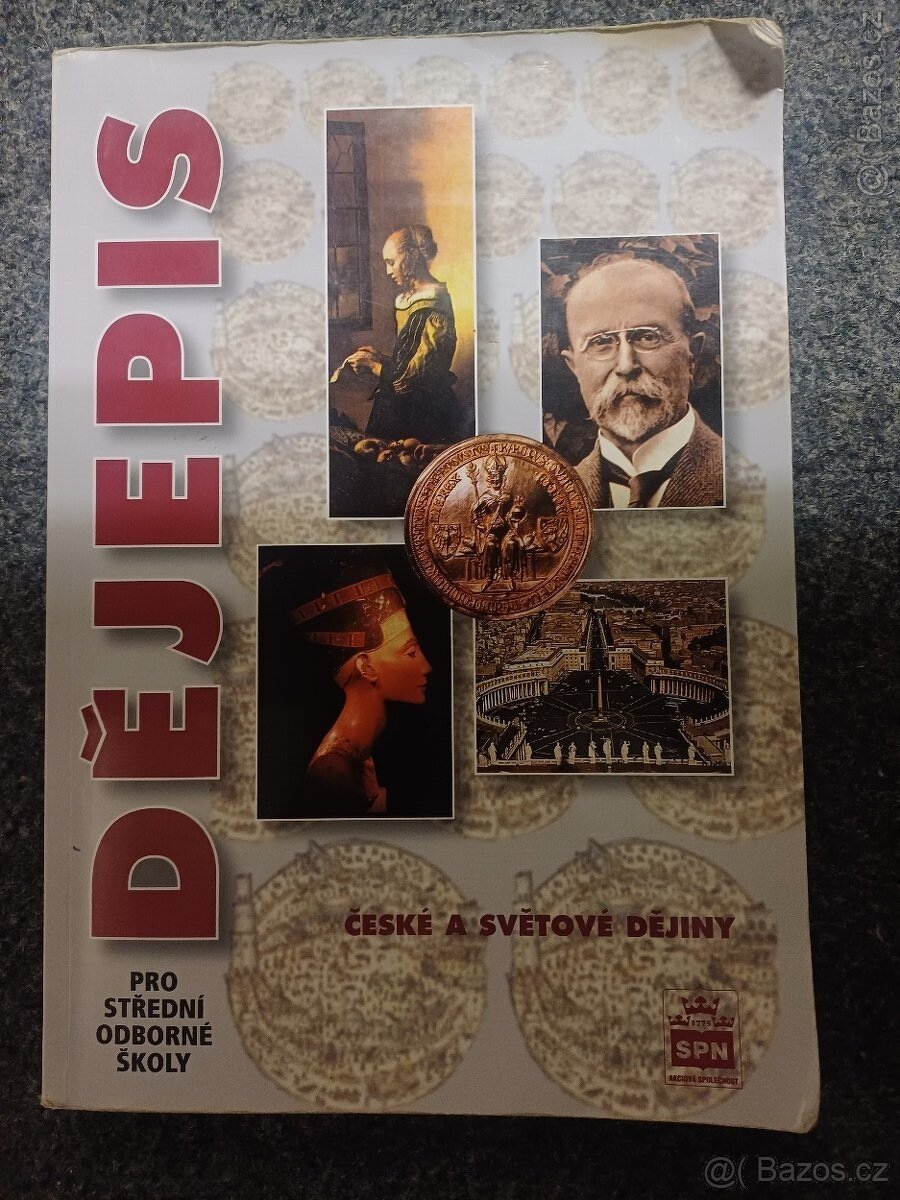 DĚJEPIS
PRO
STŘEDNÍ
ODBORNÉ
ŠKOLY
ČESKÉ A SVĚTOVÉ DĚJINY
1775
SPN
AKCIOVÁ SPOLEČNOST
@( Bazos.cz
@( Bazos.cz